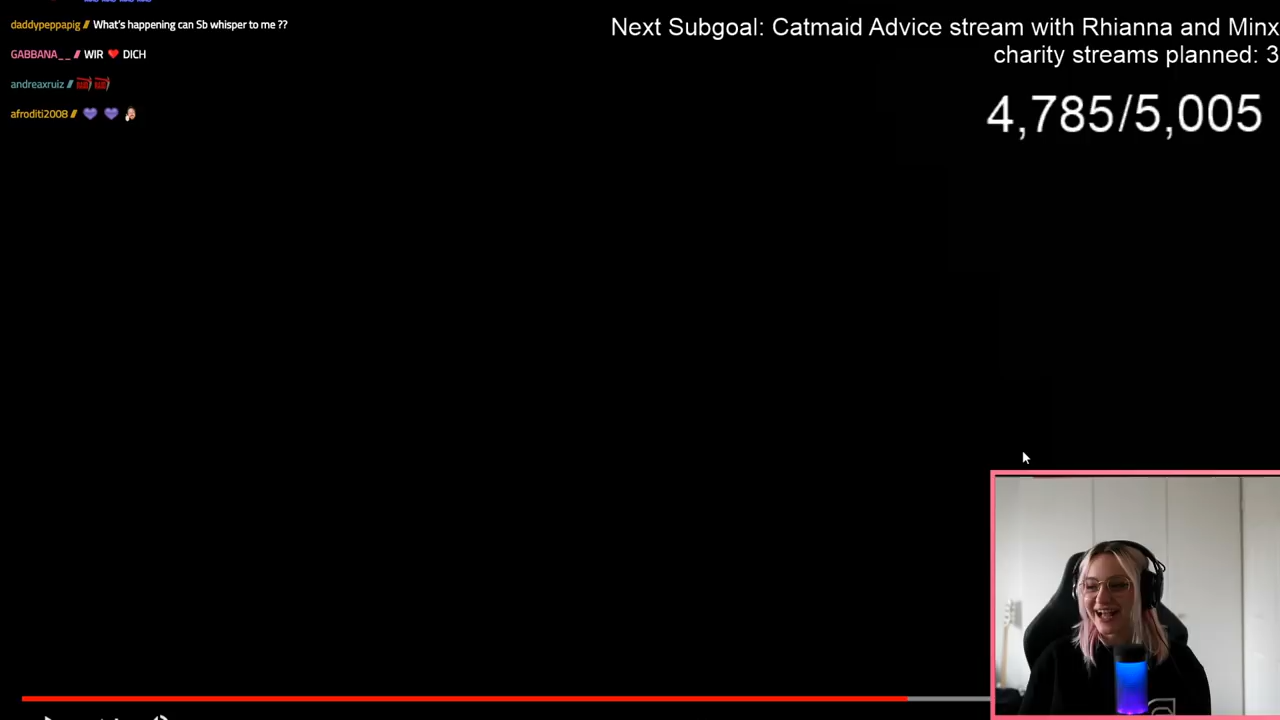 daddypeppapig // What's happening can Sb whisper to me ??
GABBANA__ // WIR ❤ DICH
andreaxruiz //
afroditi2008 //
Next Subgoal: Catmaid Advice stream with Rhianna and Minx
charity streams planned: 3
4,785/5,005